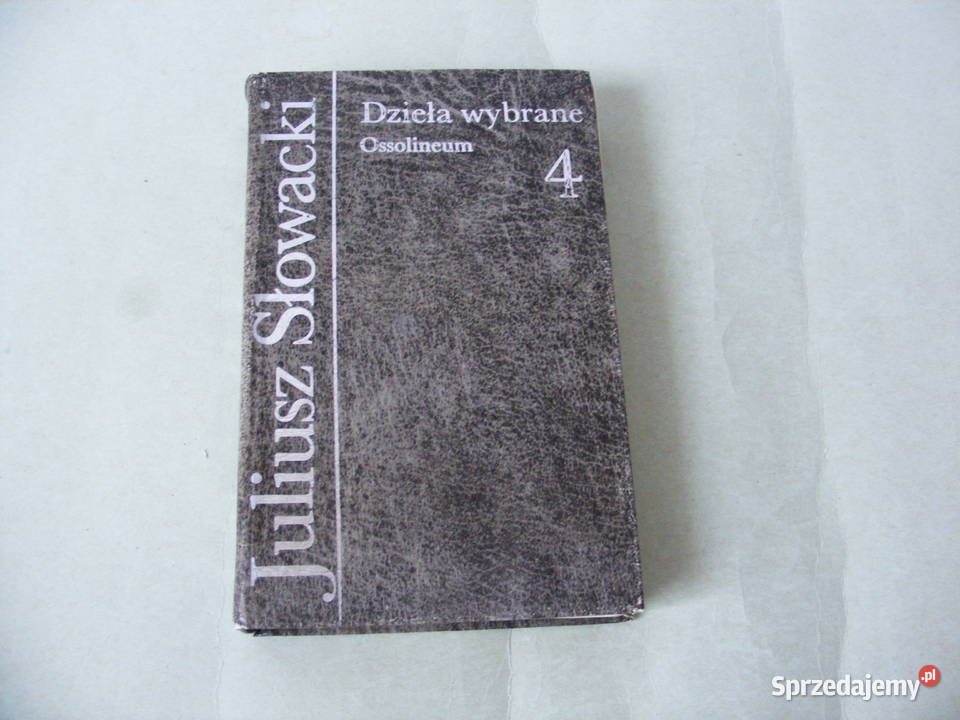 Juliusz Słowacki
Dzieła wybrane
Ossolineum
4
Sprzedajemy.pl